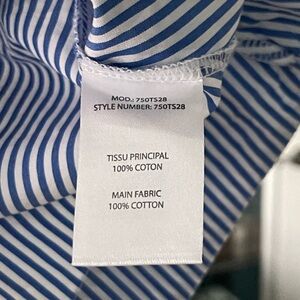 MOD.: 750TS28
STYLE NUMBER: 750TS28
TISSU PRINCIPAL
100% COTON
MAIN FABRIC
100% COTTON